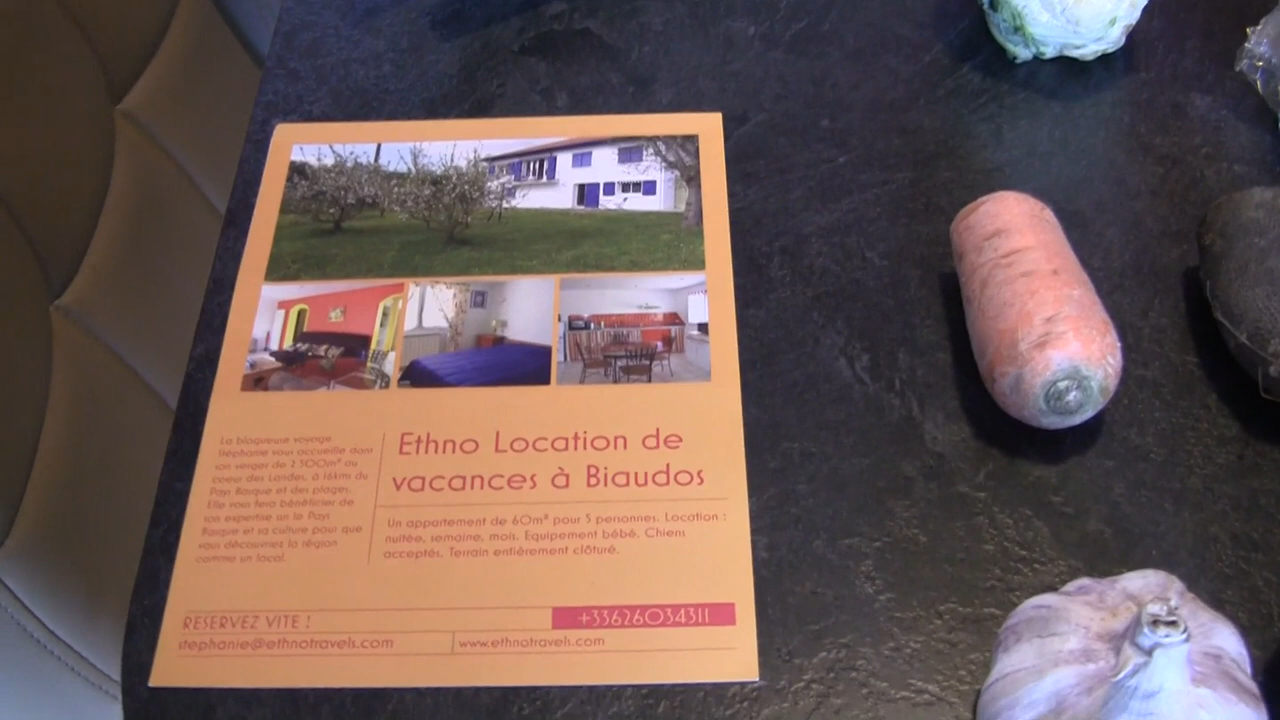 La blogueuse voyage
Stéphanie vous accueille dans
son verger de 2 500m² au
coeur des Landes, à 16kms du
Pays Basque et des plages.
Elle vous fera bénéficier de
son expertise sur le Pays
Basque et sa culture pour que
vous découvriez la région
comme un local.
Ethno Location de
vacances à Biaudos
Un appartement de 60m² pour 5 personnes. Location :
nuitée, semaine, mois. Equipement bébé. Chiens
acceptés. Terrain entièrement clôturé.
RESERVEZ VITE !
+33626034311
stephanie@ethnotravels.com
www.ethnotravels.com